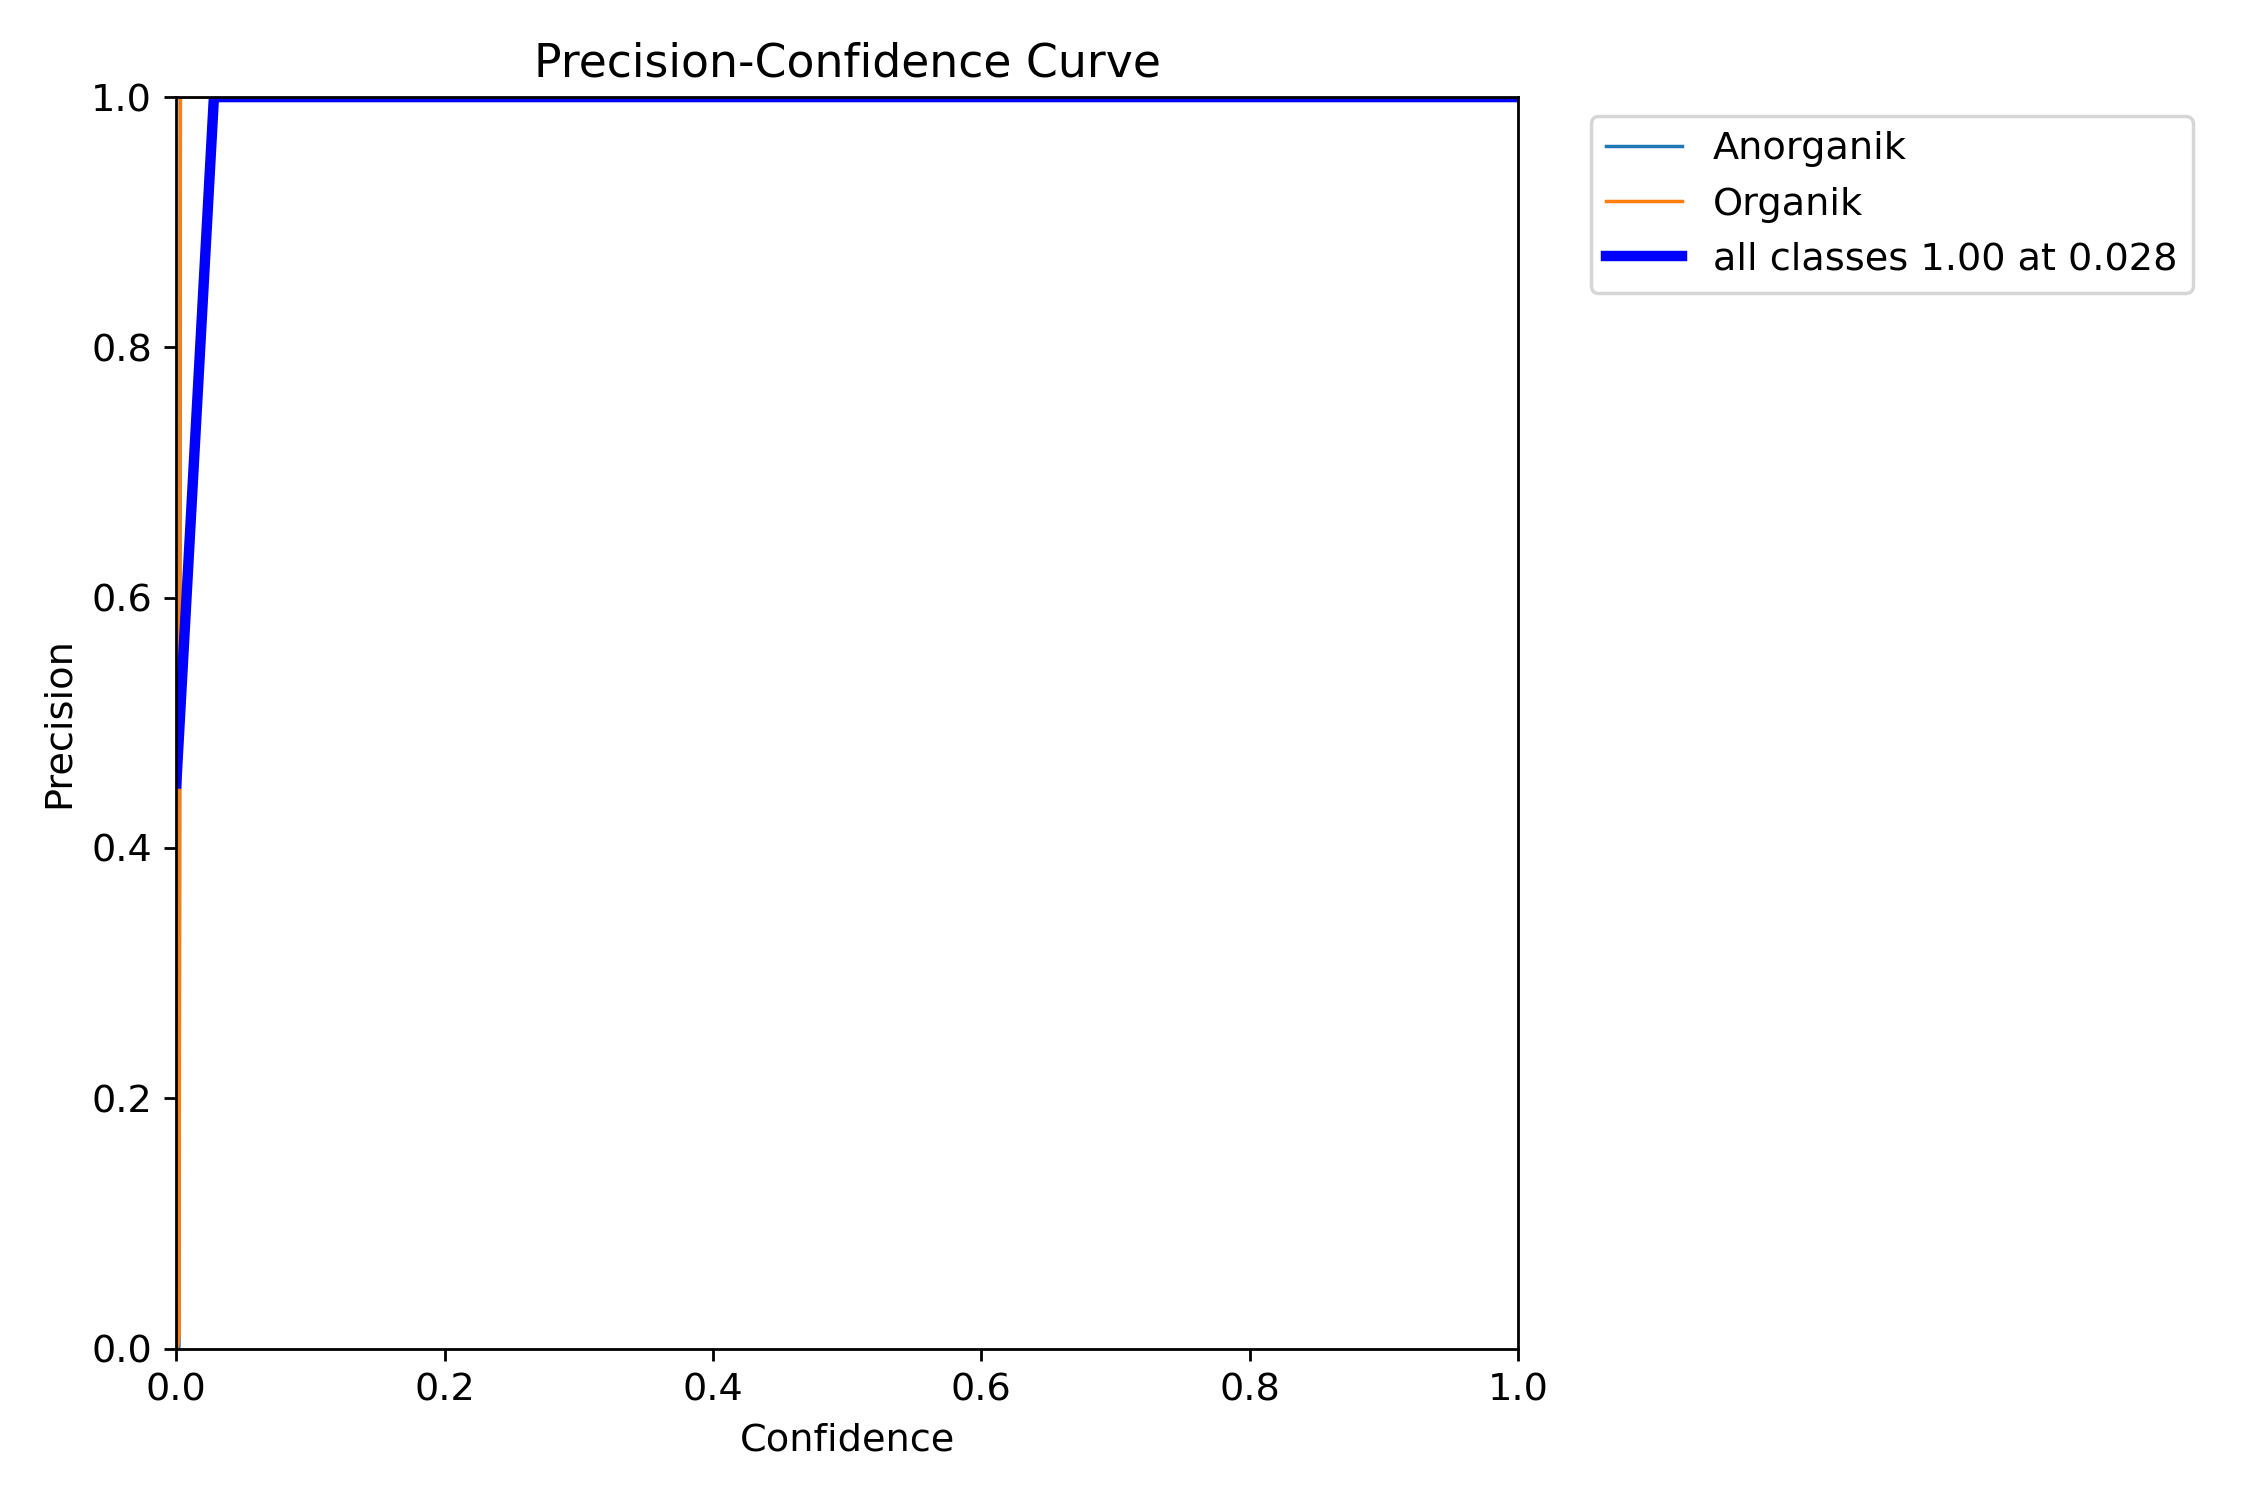 Precision-Confidence Curve
1.0
0.8
0.6
0.4
0.2
0.0
Precision
0.0 0.2 0.4 0.6 0.8 1.0
Confidence
Anorganik
Organik
all classes 1.00 at 0.028